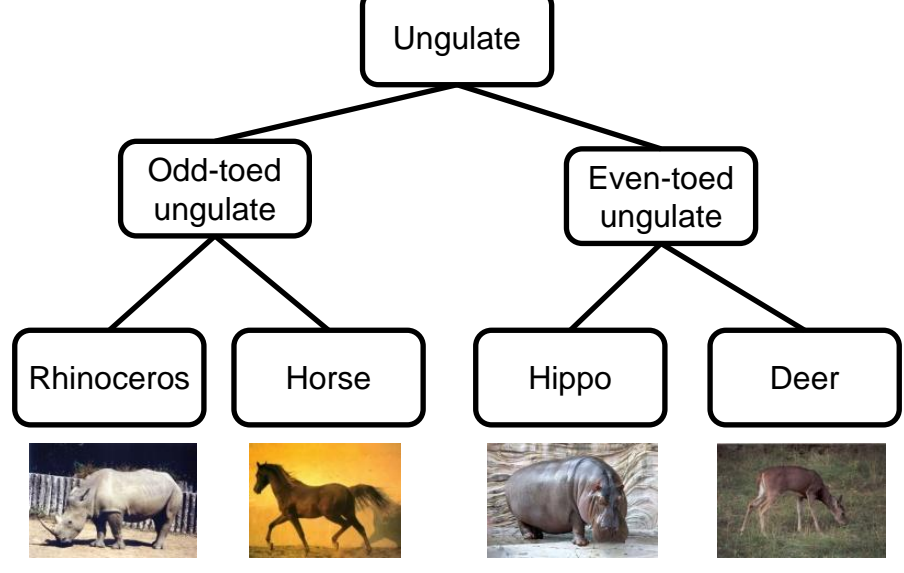 Ungulate
Odd-toed
ungulate
Even-toed
ungulate
Rhinoceros
Horse
Hippo
Deer